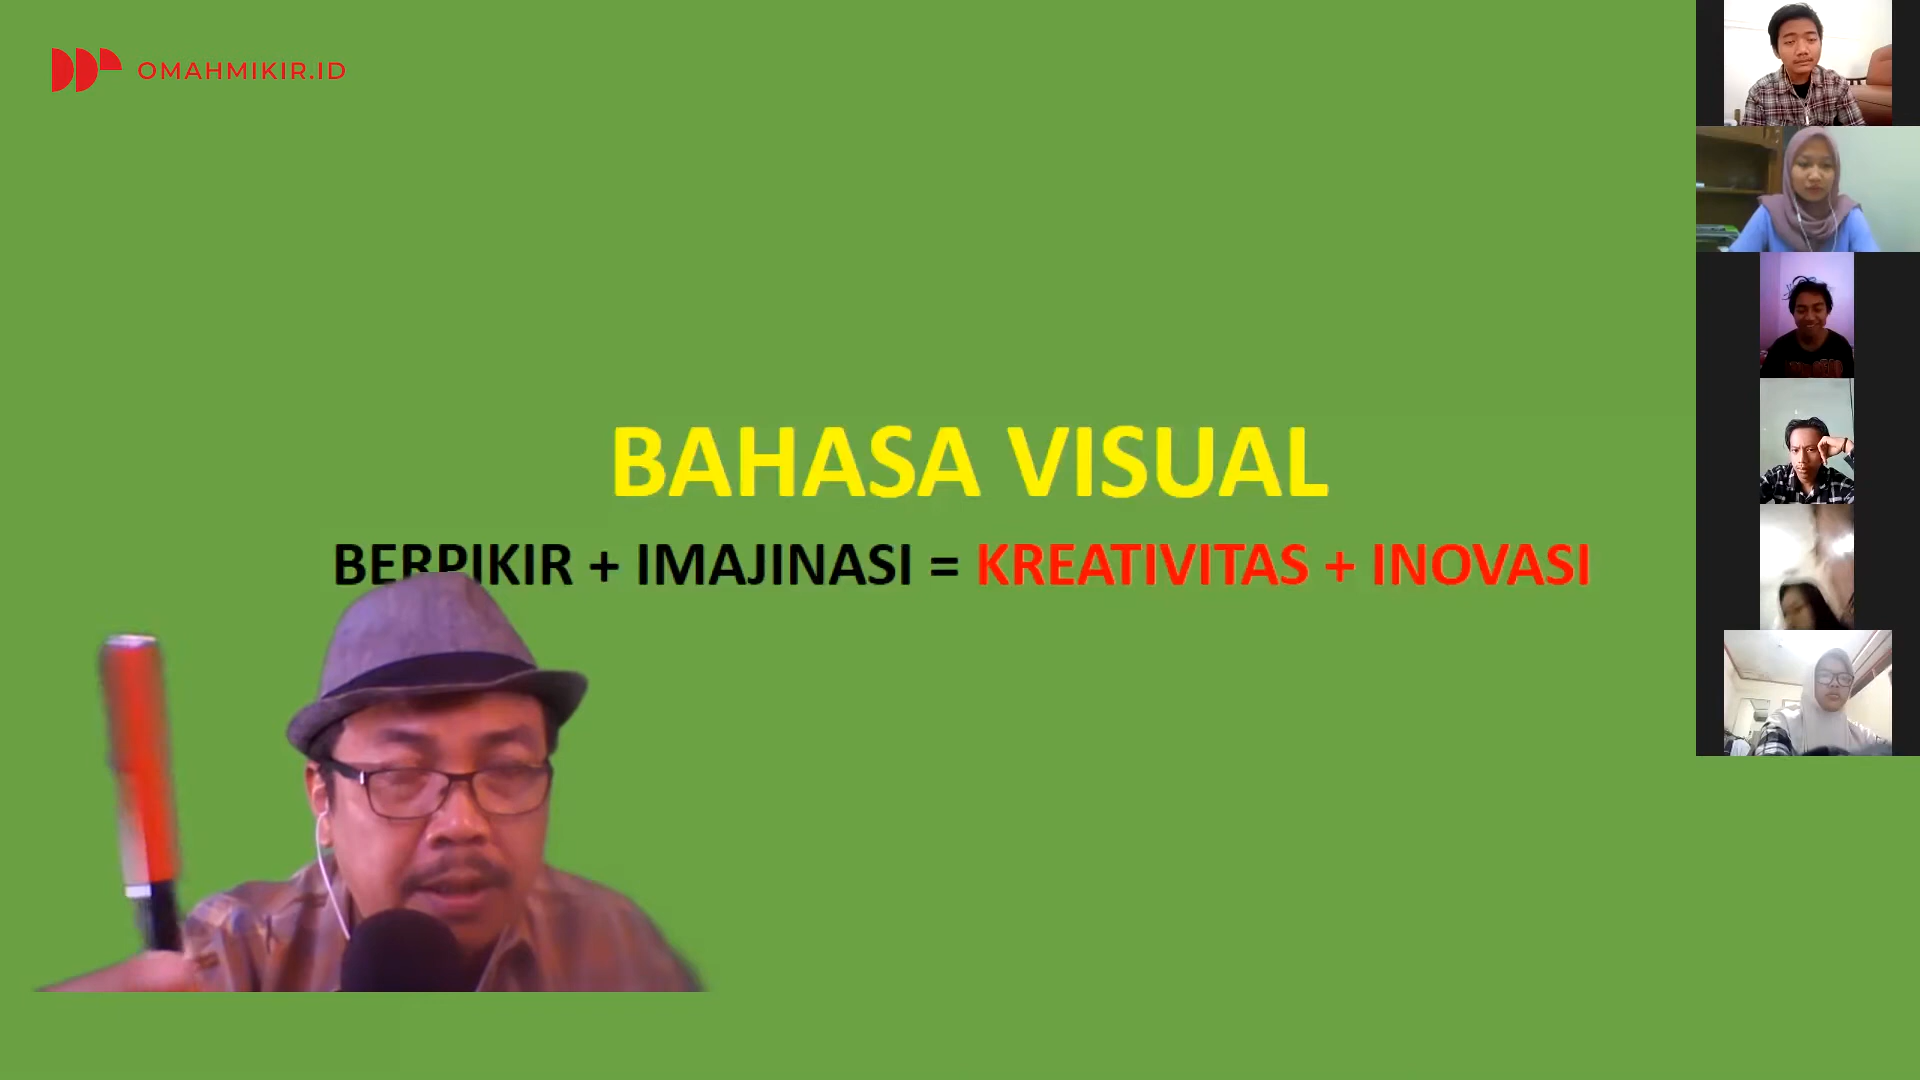 OMAHMIKIR.ID
BAHASA VISUAL
BERPIKIR + IMAJINASI = KREATIVITAS + INOVASI